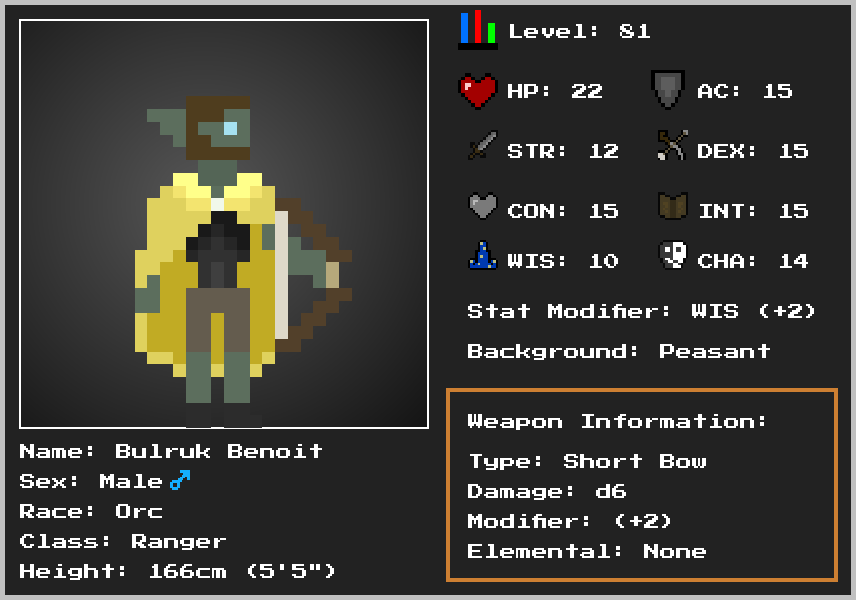 Level: 81
HP: 22 AC: 15
STR: 12 DEX: 15
CON: 15 INT: 15
WIS: 10 CHA: 14
Stat Modifier: WIS (+2)
Background: Peasant
Weapon Information:
Type: Short Bow
Damage: d6
Modifier: (+2)
Elemental: None
Name: Bulruk Benoit
Sex: Male♂
Race: Orc
Class: Ranger
Height: 166cm (5'5")